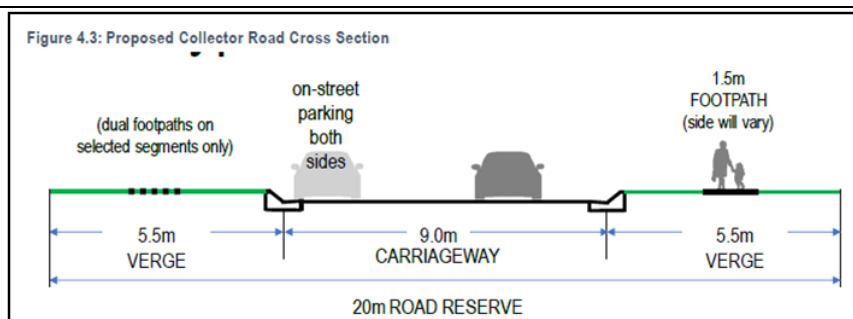 Figure 4.3: Proposed Collector Road Cross Section
on-street
parking
both
sides
(dual footpaths on
selected segments only)
1.5m
FOOTPATH
(side will vary)
5.5m
VERGE
9.0m
CARRIAGEWAY
5.5m
VERGE
20m ROAD RESERVE